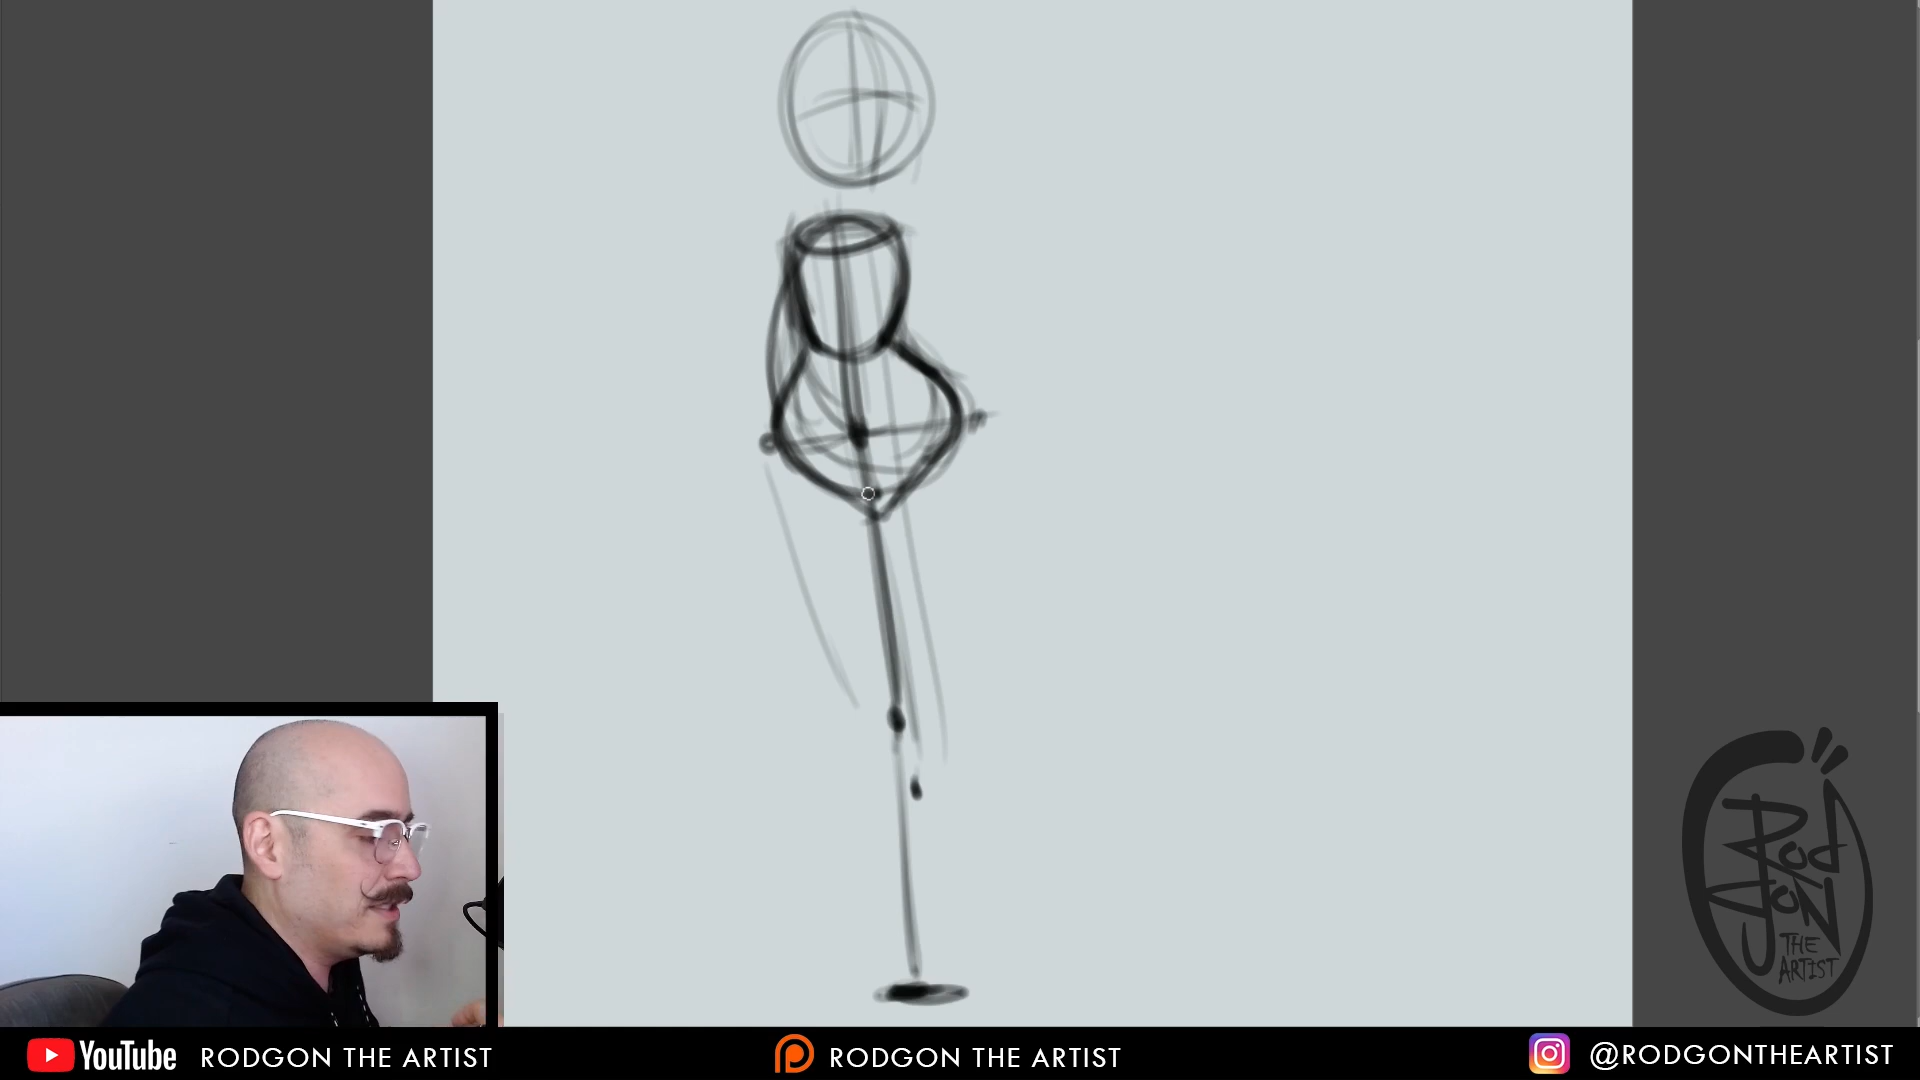 Rod
Gon
THE
ARTIST
YouTube RODGON THE ARTIST
RODGON THE ARTIST
@RODGONTHEARTIST